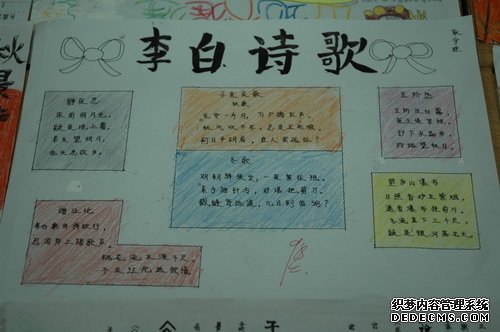 李白诗歌
静夜思
床前明月光，
疑是地上霜。
举头望明月，
低头思故乡。
子夜吴歌
秋歌
长安一片月，万户捣衣声。
秋风吹不尽，总是玉关情。
何日平胡虏，良人罢远征？
冬歌
明朝驿使发，一夜絮征袍。
素手抽针冷，那堪把剪刀。
裁缝寄远道，几日到临洮？
玉阶怨
玉阶生白露，
夜久侵罗袜。
却下水晶帘，
玲珑望秋月。
望庐山瀑布
日照香炉生紫烟，
遥看瀑布挂前川。
飞流直下三千尺，
疑是银河落九天。
赠汪伦
李白乘舟将欲行，
忽闻岸上踏歌声。
桃花潭水深千尺，
不及汪伦送我情。
织梦内容管理系统
DEDECMS.COM